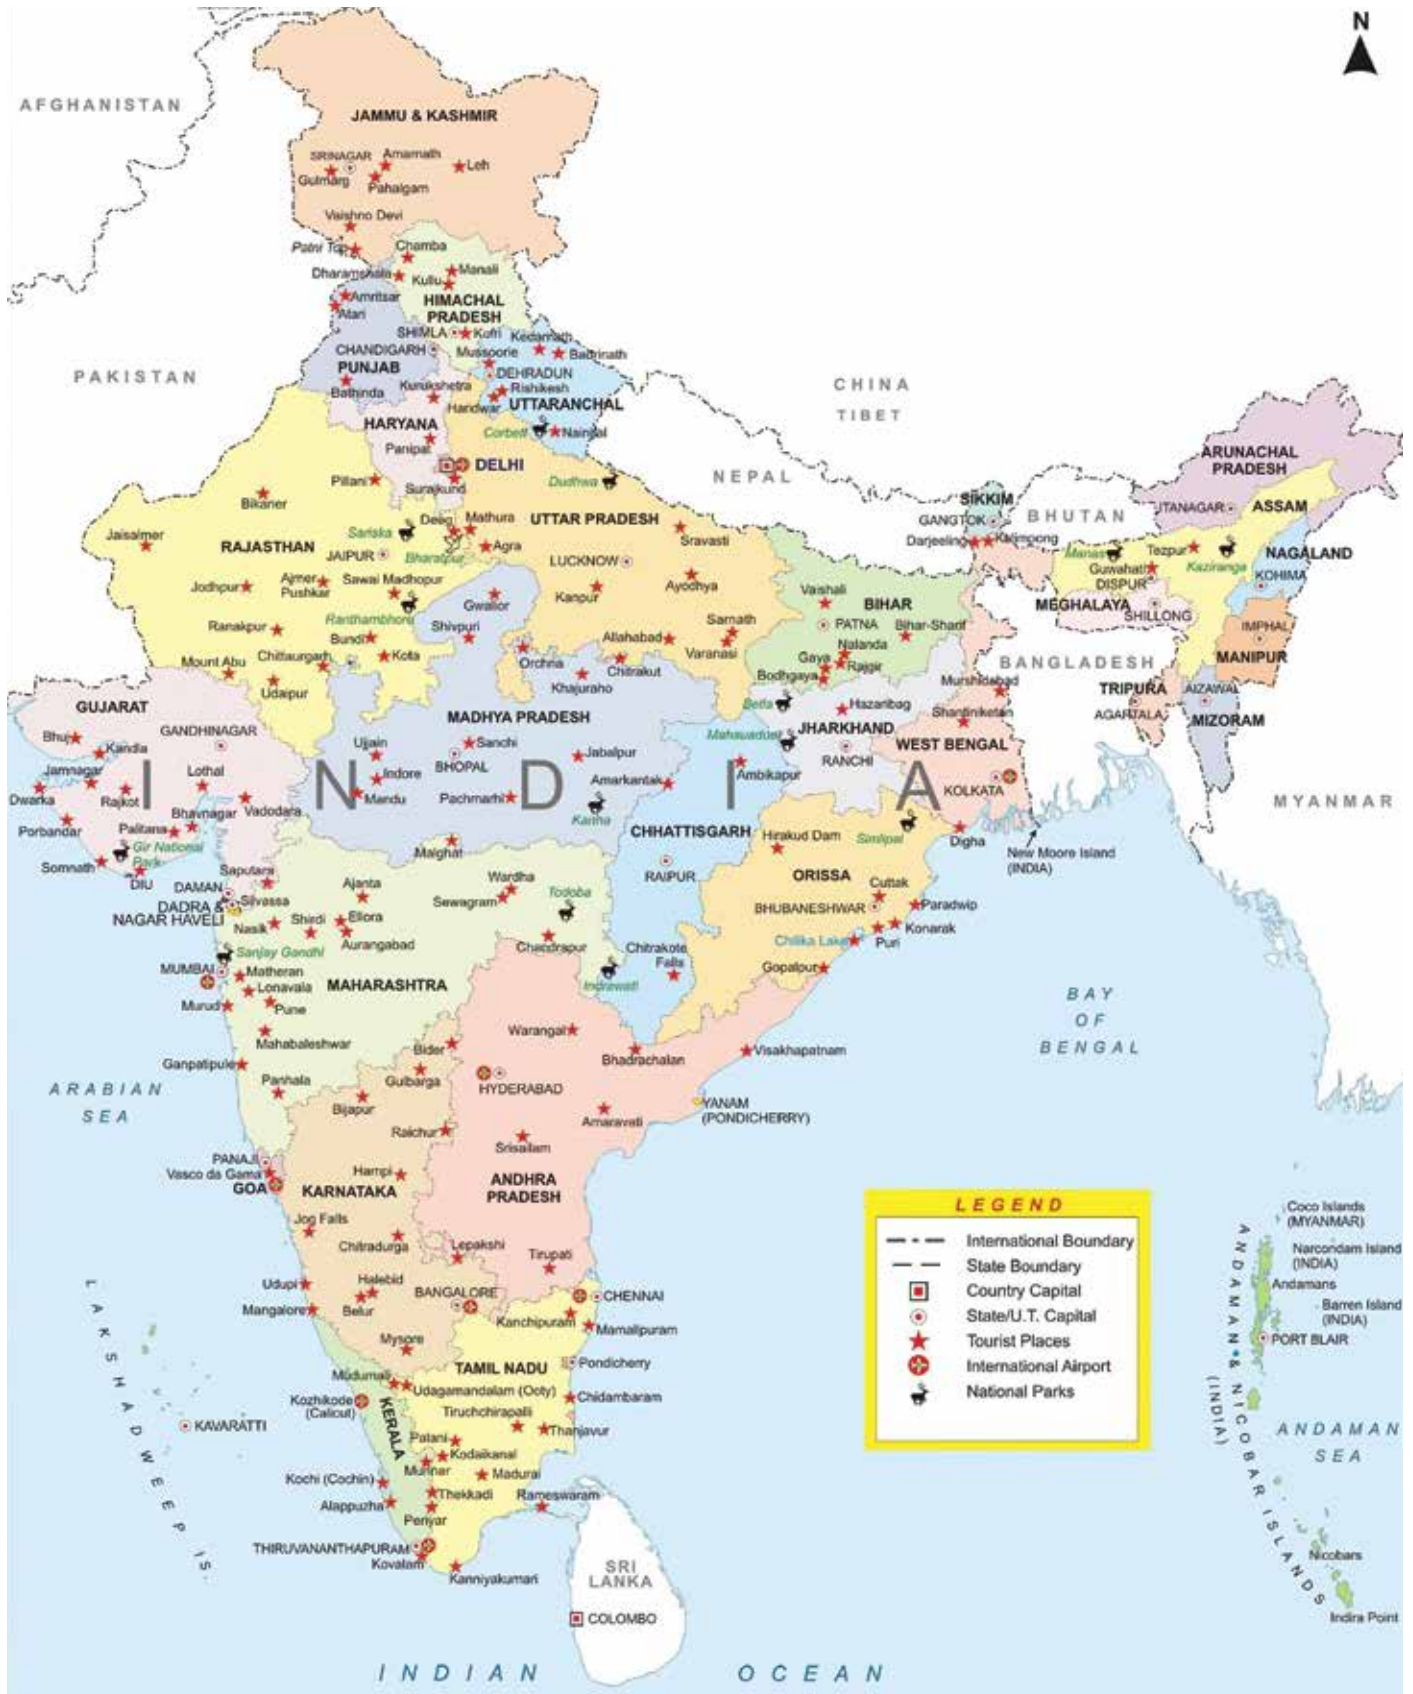 N
AFGHANISTAN
JAMMU & KASHMIR
SRINAGAR
Amarnath
Leh
Gulmarg
Pahalgam
Vaishno Devi
Patni Top
Chamba
Dharamshala
Kullu
Manali
Amritsar
Atari
HIMACHAL
PRADESH
SHIMLA
Kufri
Kedarnath
CHANDIGARH
Mussoorie
Badrinath
PUNJAB
DEHRADUN
PAKISTAN
Bathinda
Kurukshetra
Rishikesh
CHINA
TIBET
Haridwar
UTTARANCHAL
HARYANA
Corbett
Nainital
Panipat
ARUNACHAL
PRADESH
DELHI
Pillani
Surajkund
Dudhwa
NEPAL
Bikaner
SIKKIM
ITANAGAR
ASSAM
Jaisalmer
Sariska
Deeg
Mathura
UTTAR PRADESH
GANGTOK
BHUTAN
RAJASTHAN
JAIPUR
Bharatpur
Agra
Sravasti
Darjeeling
Kalimpong
Manas
Tezpur
NAGALAND
LUCKNOW
Guwahati
Kaziranga
Jodhpur
Ajmer
Pushkar
Sawai Madhopur
Gwalior
Kanpur
Ayodhya
Vaishali
DISPUR
KOHIMA
BIHAR
MEGHALAYA
SHILLONG
Ranakpur
Ranthambhore
Shivpuri
Sarnath
PATNA
Bihar-Sharif
IMPHAL
Bundi
Allahabad
Varanasi
Nalanda
MANIPUR
Mount Abu
Chittaurgarh
Kota
Orchha
Chitrakut
Gaya
Rajgir
BANGLADESH
Udaipur
Khajuraho
Bodhgaya
Murshidabad
TRIPURA
AIZAWAL
GUJARAT
Betla
Hazaribag
AGARTALA
MIZORAM
GANDHINAGAR
MADHYA PRADESH
Shantiniketan
Bhuj
Kandla
Ujjain
Sanchi
Jabalpur
Mahauadost
JHARKHAND
WEST BENGAL
Jamnagar
Lothal
Indore
BHOPAL
RANCHI
INDIA
Dwarka
Rajkot
Mandu
Pachmarhi
Amarkantak
Ambikapur
KOLKATA
MYANMAR
Bhavnagar
Vadodara
Porbandar
Palitana
Kanha
CHHATTISGARH
Hirakud Dam
Simlipal
Digha
Gir National
Park
Malghat
New Moore Island
(INDIA)
Somnath
DIU
Saputara
RAIPUR
ORISSA
DAMAN
Ajanta
Wardha
Todoba
Cuttak
DADRA &
NAGAR HAVELI
Silvassa
Sewagram
BHUBANESHWAR
Paradwip
Nasik
Shirdi
Ellora
Konarak
Aurangabad
Chandrapur
Chitrakote
Falls
Chilika Lake
Puri
Sanjay Gandhi
MUMBAI
Matheran
Gopalpur
Lonavala
MAHARASHTRA
Indrawati
Murud
Pune
BAY
OF
BENGAL
Mahabaleshwar
Warangal
Bider
Bhadrachalan
Visakhapatnam
Ganpatipule
Gulbarga
HYDERABAD
ARABIAN
SEA
Panhala
Bijapur
YANAM
(PONDICHERRY)
Amaravati
Raichur
Srisailam
PANAJI
Vasco da Gama
Hampi
GOA
KARNATAKA
ANDHRA
PRADESH
Jog Falls
Chitradurga
Lepakshi
Tirupati
Udupi
Halebid
BANGALORE
CHENNAI
Belur
Mangalore
Kanchipuram
Mamallpuram
Mysore
TAMIL NADU
Pondicherry
Mudumali
Udagamandalam (Ooty)
Chidambaram
Kozhikode
(Calicut)
KERALA
Tiruchchirapalli
KAVARATTI
Palani
Thanjavur
Kodaikanal
Munnar
Madurai
Kochi (Cochin)
Thekkadi
Rameswaram
Alappuzha
Periyar
THIRUVANANTHAPURAM
Kovalam
Kanniyakumari
LAKSHADWEEP IS.
SRI
LANKA
COLOMBO
INDIAN OCEAN
LEGEND
International Boundary
State Boundary
Country Capital
State/U.T. Capital
Tourist Places
International Airport
National Parks
Coco Islands
(MYANMAR)
Narcondam Island
(INDIA)
Andamans
Barren Island
(INDIA)
PORT BLAIR
ANDAMAN & NICOBAR ISLANDS
(INDIA)
ANDAMAN
SEA
Nicobars
Indira Point